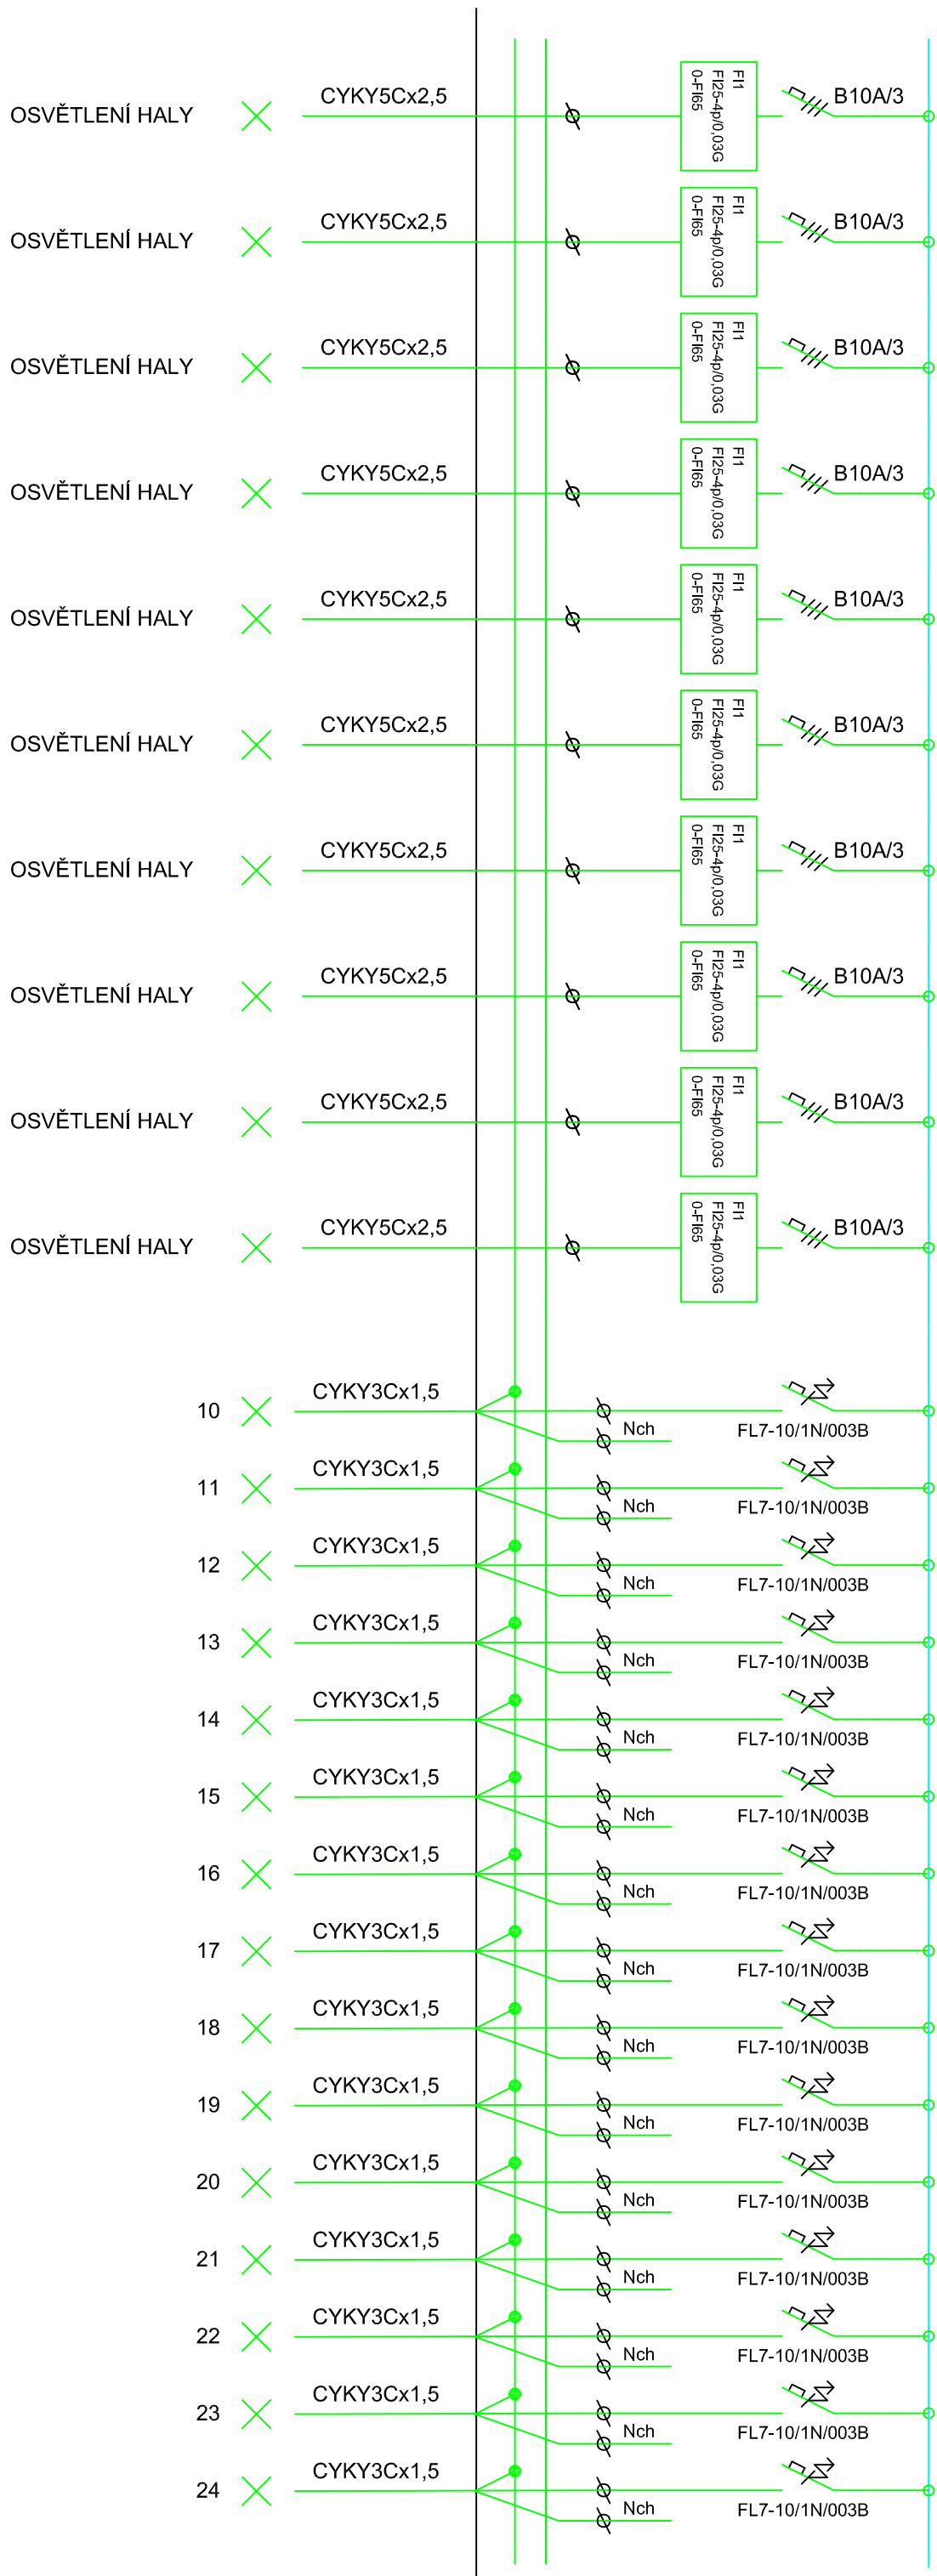 OSVĚTLENÍ HALY CYKY5Cx2,5 B10A/3
FI1
FI25-4p/0,03G
0-FI65
OSVĚTLENÍ HALY CYKY5Cx2,5 B10A/3
FI1
FI25-4p/0,03G
0-FI65
OSVĚTLENÍ HALY CYKY5Cx2,5 B10A/3
FI1
FI25-4p/0,03G
0-FI65
OSVĚTLENÍ HALY CYKY5Cx2,5 B10A/3
FI1
FI25-4p/0,03G
0-FI65
OSVĚTLENÍ HALY CYKY5Cx2,5 B10A/3
FI1
FI25-4p/0,03G
0-FI65
OSVĚTLENÍ HALY CYKY5Cx2,5 B10A/3
FI1
FI25-4p/0,03G
0-FI65
OSVĚTLENÍ HALY CYKY5Cx2,5 B10A/3
FI1
FI25-4p/0,03G
0-FI65
OSVĚTLENÍ HALY CYKY5Cx2,5 B10A/3
FI1
FI25-4p/0,03G
0-FI65
OSVĚTLENÍ HALY CYKY5Cx2,5 B10A/3
FI1
FI25-4p/0,03G
0-FI65
OSVĚTLENÍ HALY CYKY5Cx2,5 B10A/3
FI1
FI25-4p/0,03G
0-FI65
10 CYKY3Cx1,5 Nch FL7-10/1N/003B
11 CYKY3Cx1,5 Nch FL7-10/1N/003B
12 CYKY3Cx1,5 Nch FL7-10/1N/003B
13 CYKY3Cx1,5 Nch FL7-10/1N/003B
14 CYKY3Cx1,5 Nch FL7-10/1N/003B
15 CYKY3Cx1,5 Nch FL7-10/1N/003B
16 CYKY3Cx1,5 Nch FL7-10/1N/003B
17 CYKY3Cx1,5 Nch FL7-10/1N/003B
18 CYKY3Cx1,5 Nch FL7-10/1N/003B
19 CYKY3Cx1,5 Nch FL7-10/1N/003B
20 CYKY3Cx1,5 Nch FL7-10/1N/003B
21 CYKY3Cx1,5 Nch FL7-10/1N/003B
22 CYKY3Cx1,5 Nch FL7-10/1N/003B
23 CYKY3Cx1,5 Nch FL7-10/1N/003B
24 CYKY3Cx1,5 Nch FL7-10/1N/003B